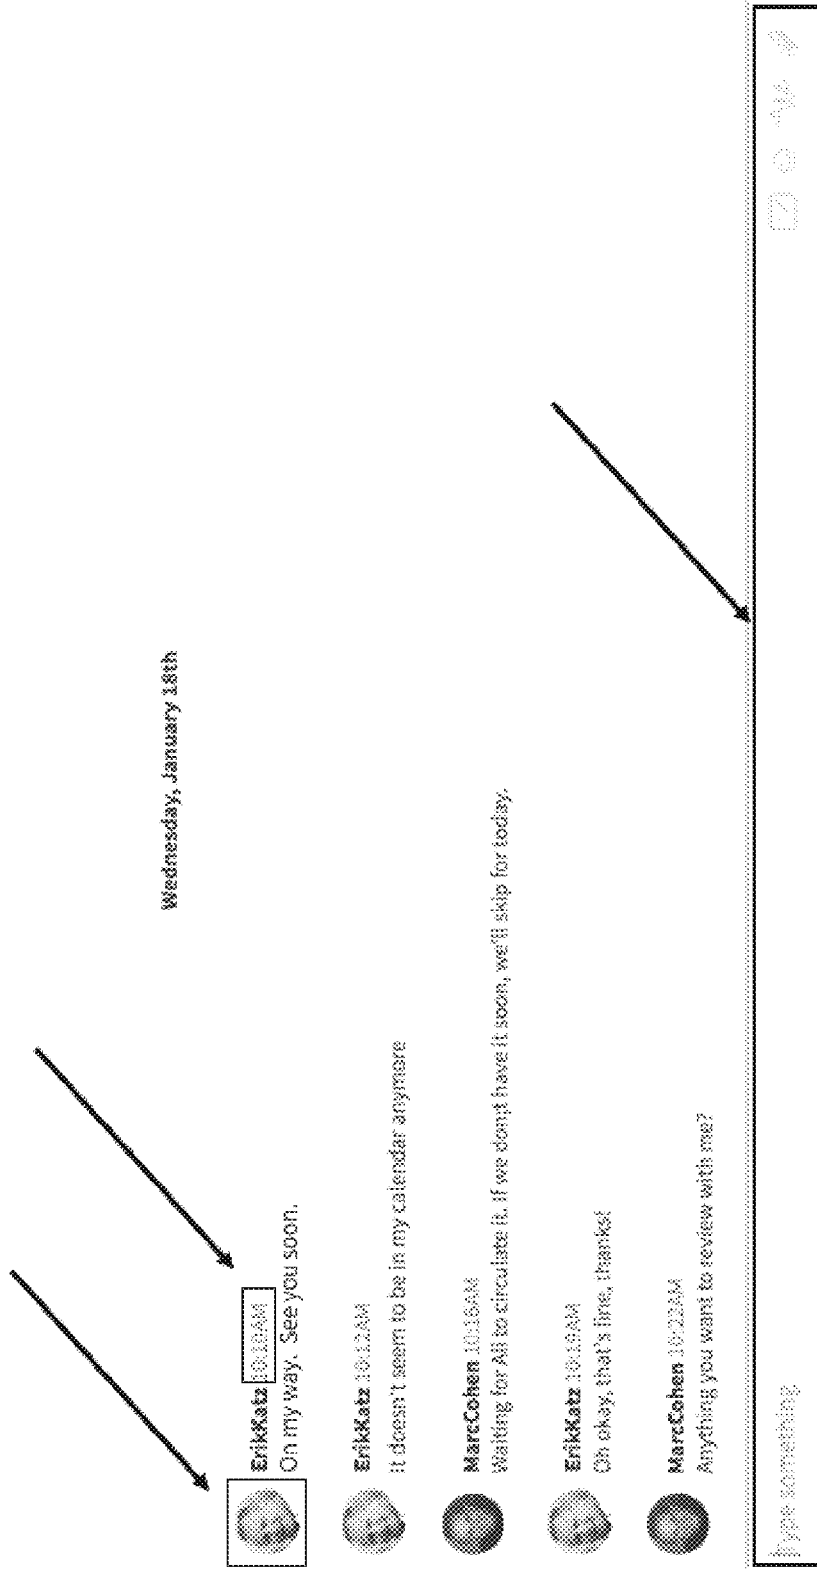 Wednesday, January 18th
ErikKatz 10:10AM
On my way. See you soon.
ErikKatz 10:12AM
It doesn't seem to be in my calendar anymore
MarcCohen 10:16AM
Waiting for Ali to circulate it. If we don;t have it soon, we'll skip for today.
ErikKatz 10:19AM
Oh okay, that's fine, thanks!
MarcCohen 10:22AM
Anything you want to review with me?
Type something